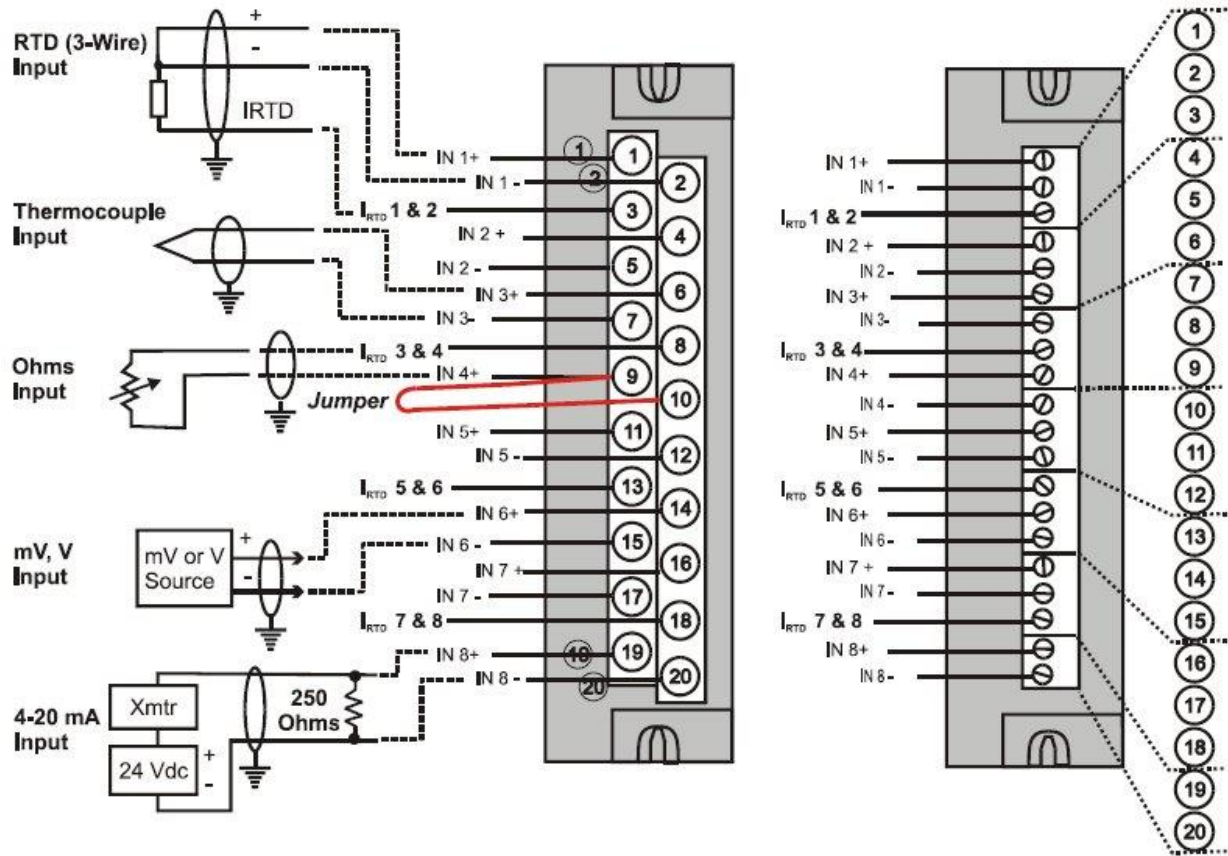 RTD (3-Wire)
Input
+
-
IRTD
Thermocouple
Input
Ohms
Input
Jumper
mV, V
Input
mV or V
Source
+
-
4-20 mA
Input
Xmtr
24 Vdc
+
-
250
Ohms
IN 1+
IN 1 -
IRTD 1 & 2
IN 2 +
IN 2 -
IN 3+
IN 3-
IRTD 3 & 4
IN 4+
IN 5+
IN 5 -
IRTD 5 & 6
IN 6+
IN 6 -
IN 7 +
IN 7 -
IRTD 7 & 8
IN 8+
IN 8 -
1
2
19
20
1
2
3
4
5
6
7
8
9
10
11
12
13
14
15
16
17
18
19
20
IN 1+
IN 1-
IRTD 1 & 2
IN 2 +
IN 2-
IN 3+
IN 3-
IRTD 3 & 4
IN 4+
IN 4-
IN 5+
IN 5-
IRTD 5 & 6
IN 6+
IN 6-
IN 7 +
IN 7-
IRTD 7 & 8
IN 8+
IN 8-
1
2
3
4
5
6
7
8
9
10
11
12
13
14
15
16
17
18
19
20